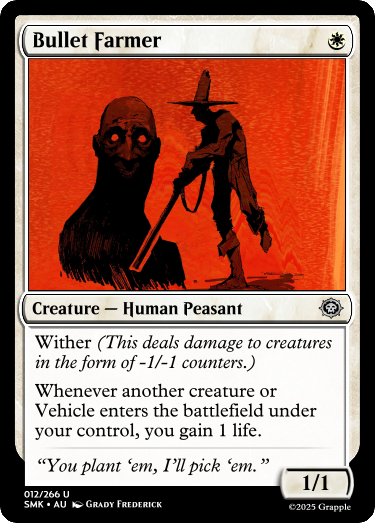 Bullet Farmer
Creature — Human Peasant
Wither (This deals damage to creatures
in the form of -1/-1 counters.)
Whenever another creature or
Vehicle enters the battlefield under
your control, you gain 1 life.
“You plant ‘em, I’ll pick ‘em.”
1/1
012/266 U
SMK • AU Grady Frederick
©2025 Grapple